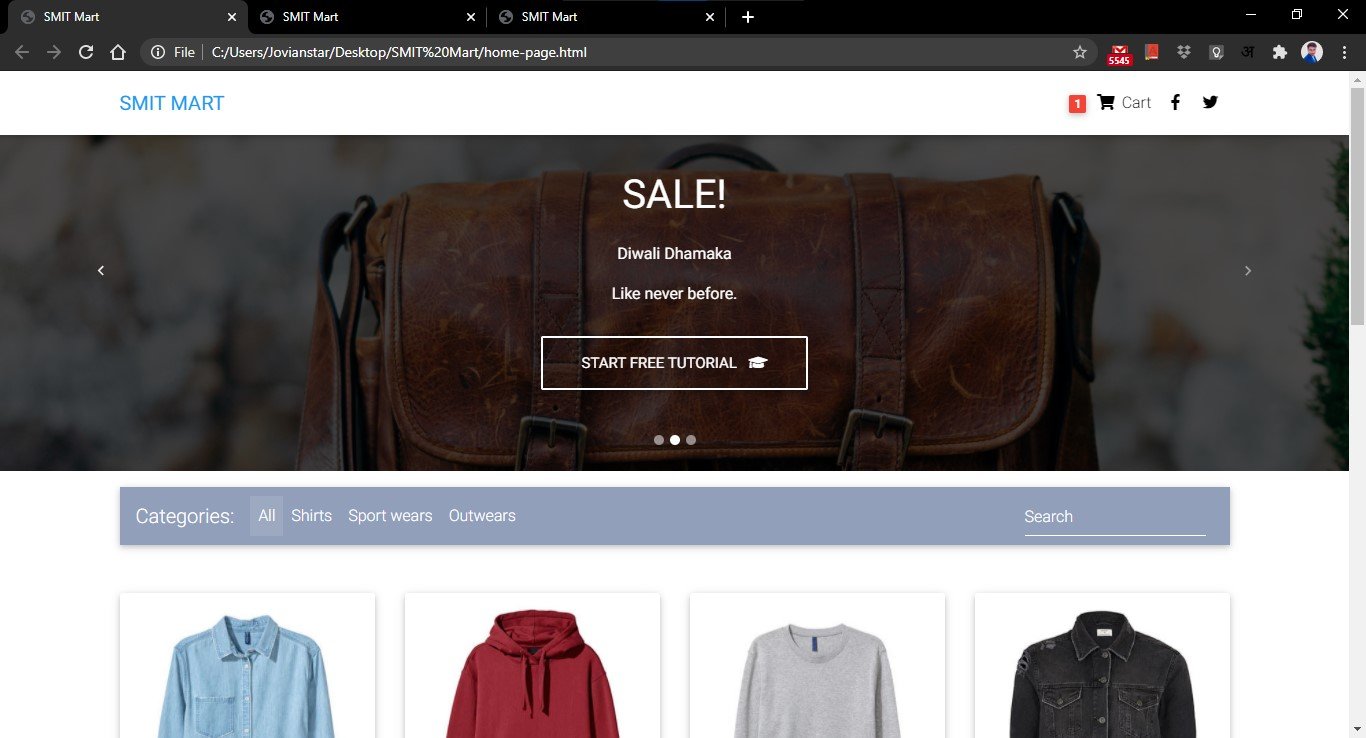 SMIT Mart
SMIT Mart
SMIT Mart
File
C:/Users/Jovianstar/Desktop/SMIT%20Mart/home-page.html
5545
अ
SMIT MART
1
Cart
SALE!
Diwali Dhamaka
Like never before.
START FREE TUTORIAL
Categories:
All
Shirts
Sport wears
Outwears
Search